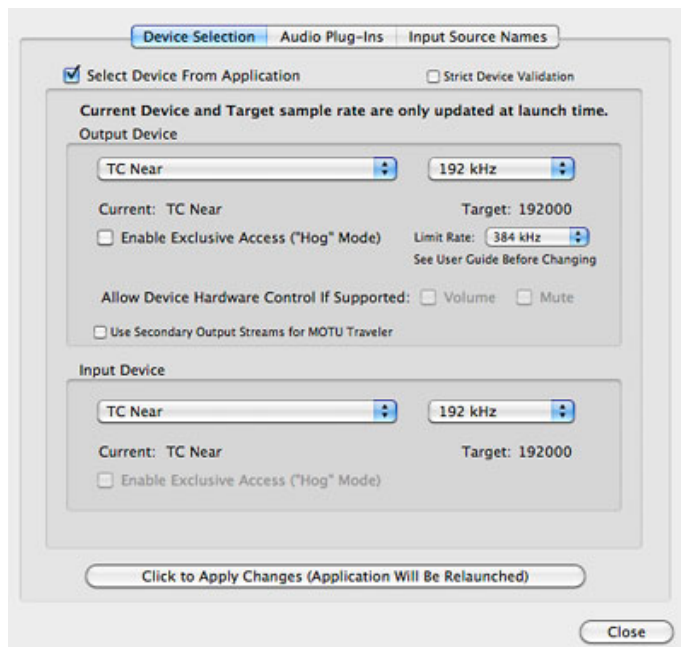 Device Selection Audio Plug-Ins Input Source Names
Select Device From Application Strict Device Validation
Current Device and Target sample rate are only updated at launch time.
Output Device
TC Near 192 kHz
Current: TC Near Target: 192000
Enable Exclusive Access ("Hog" Mode) Limit Rate: 384 kHz
See User Guide Before Changing
Allow Device Hardware Control If Supported: Volume Mute
Use Secondary Output Streams for MOTU Traveler
Input Device
TC Near 192 kHz
Current: TC Near Target: 192000
Enable Exclusive Access ("Hog" Mode)
Click to Apply Changes (Application Will Be Relaunched)
Close